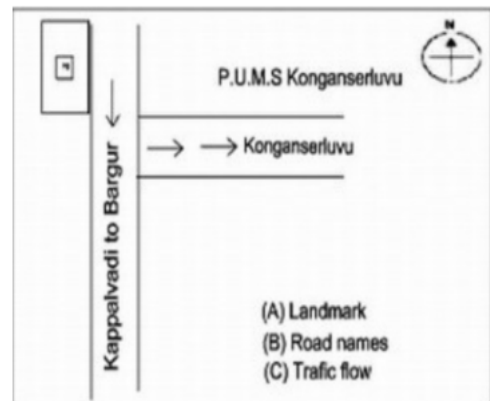 N
P.U.M.S Konganserluvu
Konganserluvu
Kappalvadi to Bargur
(A) Landmark
(B) Road names
(C) Trafic flow